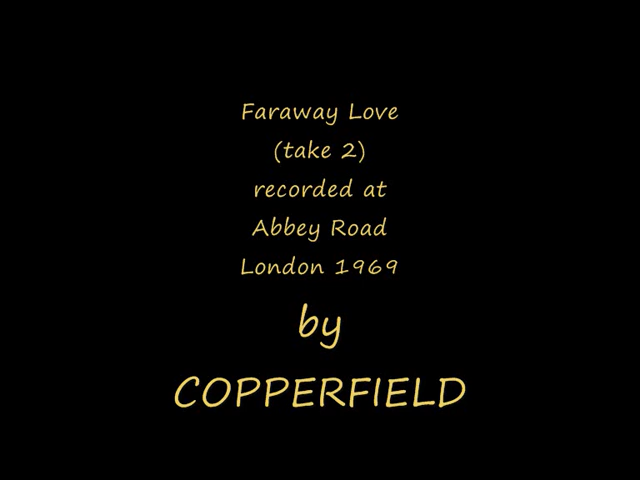 Faraway Love
(take 2)
recorded at
Abbey Road
London 1969
by
COPPERFIELD